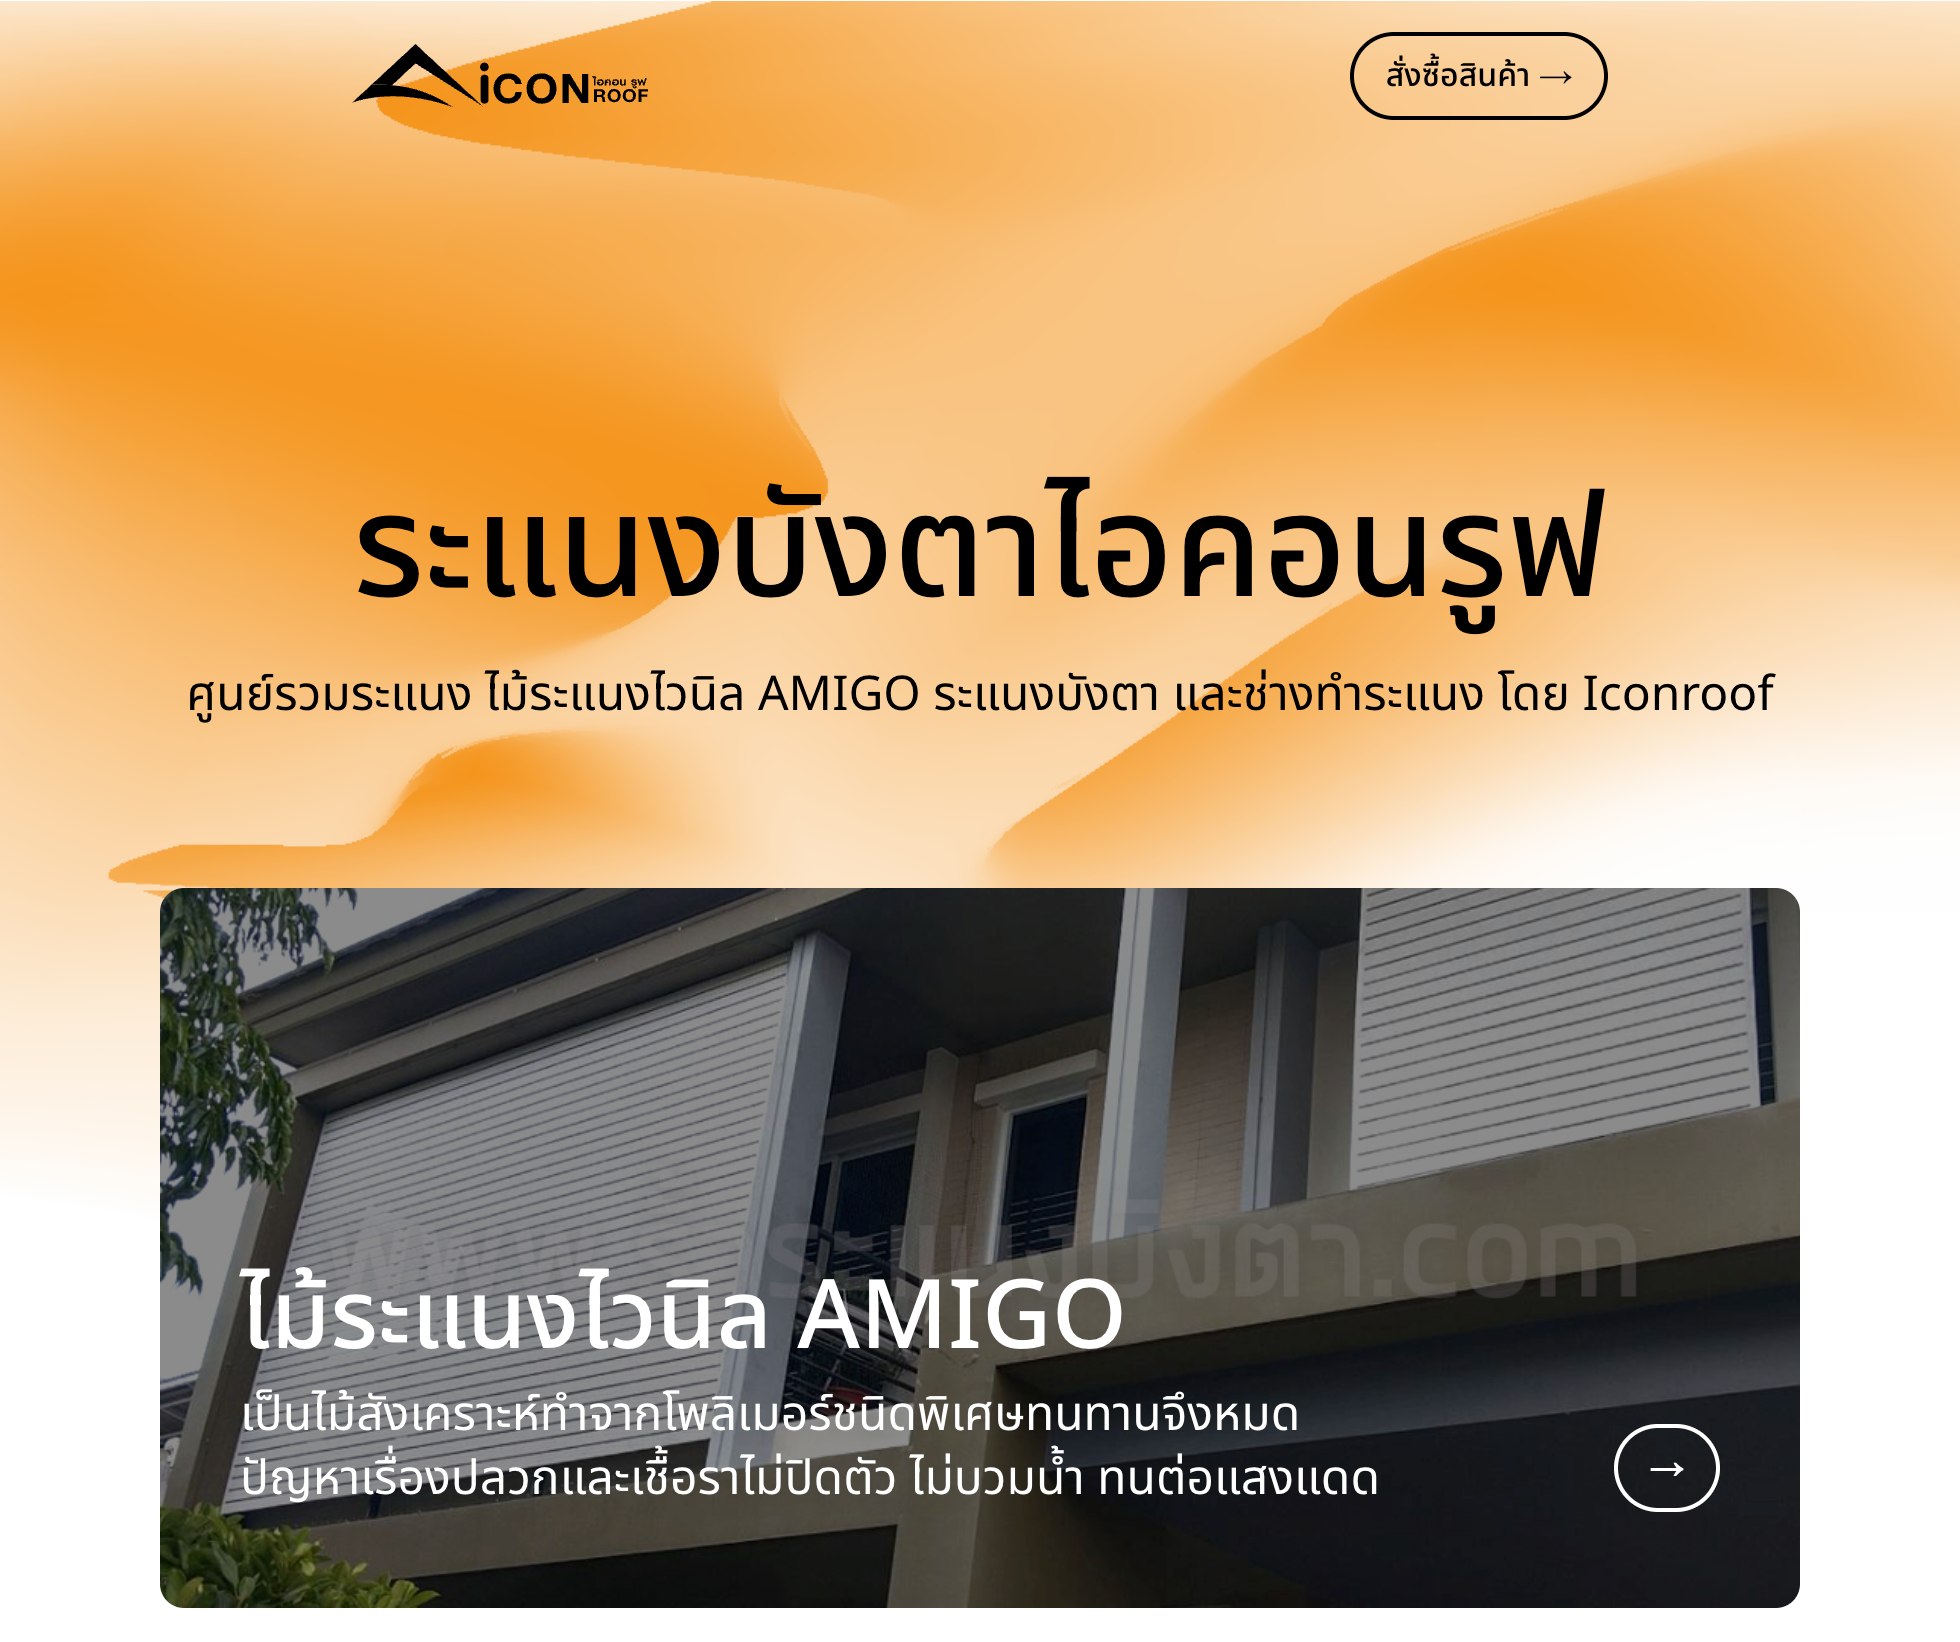 iCON
ไอคอน รูฟ
ROOF
สั่งซื้อสินค้า →
ระแนงบังตาไอคอนรูฟ
ศูนย์รวมระแนง ไม้ระแนงไวนิล AMIGO ระแนงบังตา และช่างทำระแนง โดย Iconroof
www.ระแนงบังตา.com
ไม้ระแนงไวนิล AMIGO
เป็นไม้สังเคราะห์ทำจากโพลิเมอร์ชนิดพิเศษทนทานจึงหมด
ปัญหาเรื่องปลวกและเชื้อราไม่ปิดตัว ไม่บวมน้ำ ทนต่อแสงแดด
→